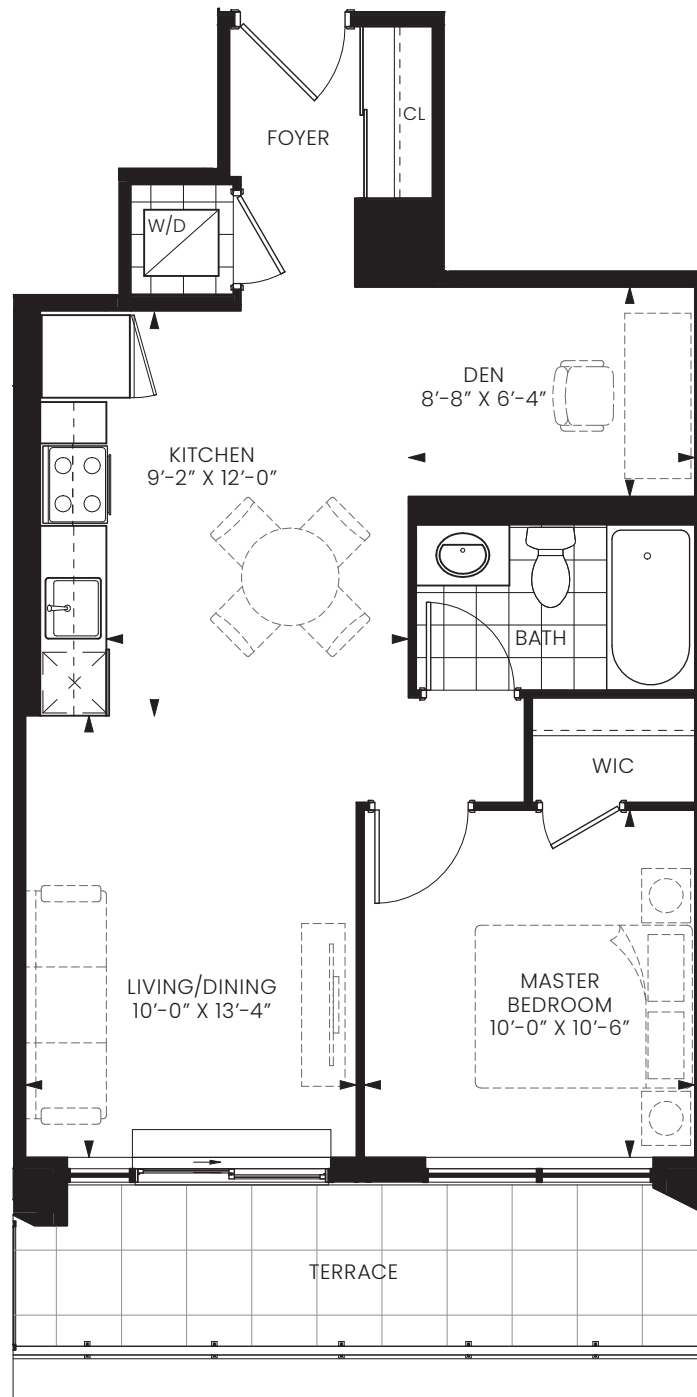 FOYER
CL
W/D
DEN
8’-8” X 6’-4”
KITCHEN
9’-2” X 12’-0”
BATH
WIC
LIVING/DINING
10’-0” X 13’-4”
MASTER
BEDROOM
10’-0” X 10’-6”
TERRACE